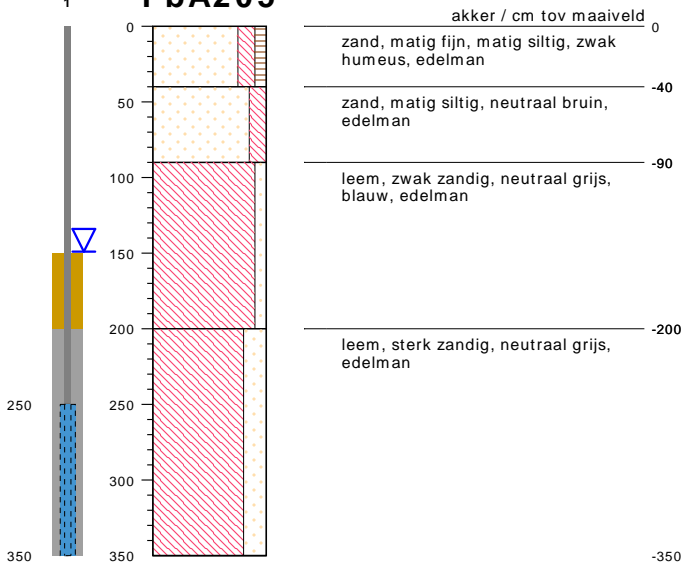 1
PbA203
akker / cm tov maaiveld
0
0
zand, matig fijn, matig siltig, zwak
humeus, edelman
-40
50
zand, matig siltig, neutraal bruin,
edelman
-90
100
leem, zwak zandig, neutraal grijs,
blauw, edelman
150
200
-200
leem, sterk zandig, neutraal grijs,
edelman
250
250
300
350
350
-350